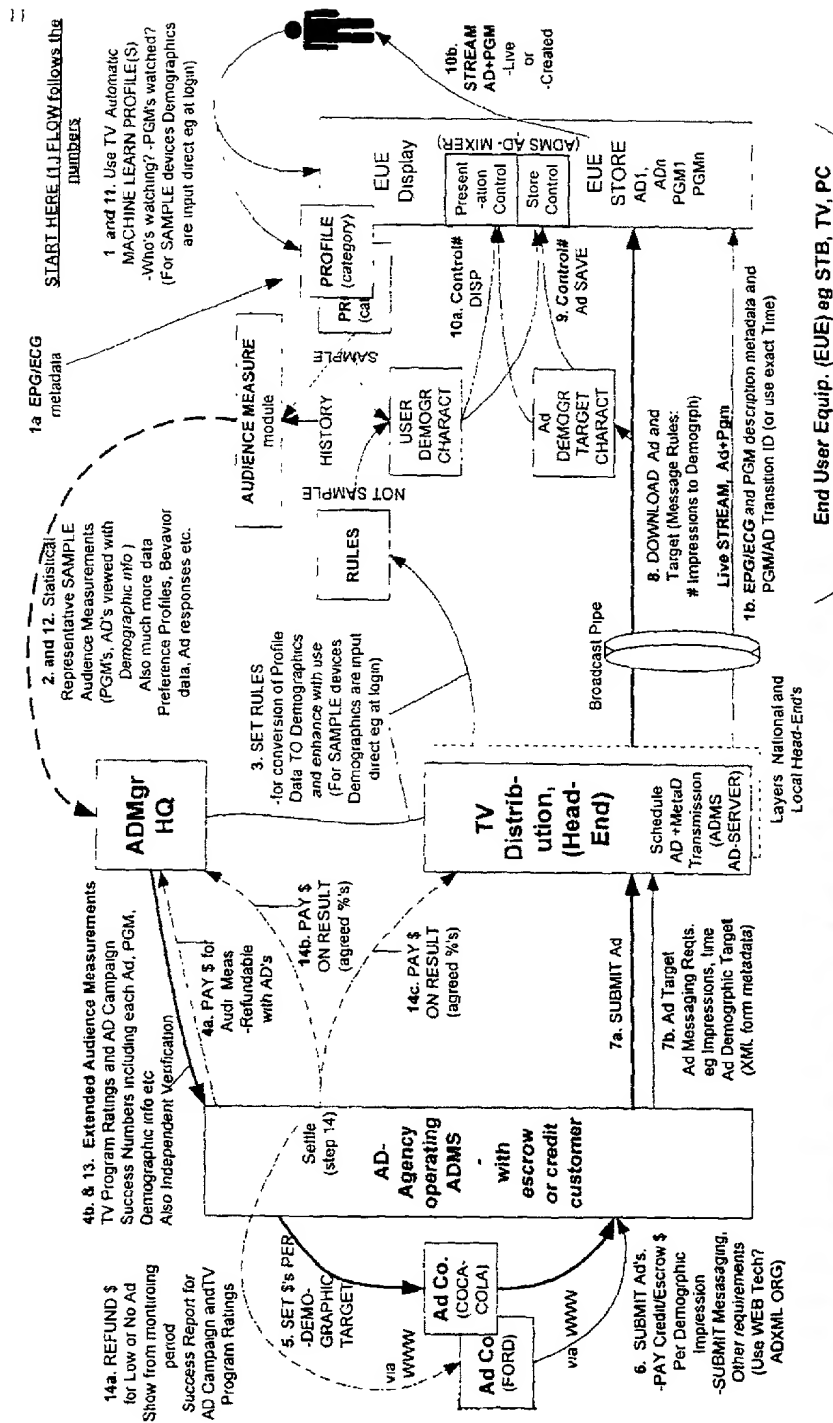 START HERE (1.) FLOW follows the
numbers
1 and 11. Use TV Automatic
MACHINE LEARN PROFILE(S)
-Who's watching? -PGM's watched?
(For SAMPLE devices Demographics
are input direct eg at login)
1a EPG/ECG
metadata
10b.
STREAM
AD+PGM
-Live
or
-Created
EUE
Display
(ADMS AD- MIXER)
Present
-ation
Control
Store
Control
EUE
STORE
AD1,
ADn
PGM1
PGMn
PROFILE
(category)
PR
(cat
10a. Control#
DISP
9. Control#
Ad SAVE
AUDIENCE MEASURE
module
SAMPLE
HISTORY
NOT SAMPLE
USER
DEMOGR
CHARACT
Ad
DEMOGR
TARGET
CHARACT
RULES
2. and 12. Statistical
Representative SAMPLE
Audience Measurements
(PGM's, AD's viewed with
Demographic info )
Also much more data
Preference Profiles, Bevavior
data. Ad responses etc.
3. SET RULES
-for conversion of Profile
Data TO Demographics
and enhance with use
(For SAMPLE devices
Demographics are input
direct eg at login)
8. DOWNLOAD Ad and
Target (Message Rules:
# Impressions to Demogrph)
Live STREAM, Ad+Pgm
1b. EPG/ECG and PGM description metadata and
PGM/AD Transition ID (or use exact Time)
Broadcast Pipe
End User Equip. (EUE) eg STB, TV, PC
ADMgr
HQ
TV
Distrib-
ution,
(Head-
End)
Schedule
AD +MetaD
Transmission
(ADMS
AD-SERVER)
Layers National and
Local Head-End's
4b. & 13. Extended Audience Measurements
TV Program Ratings and AD Campaign
Success Numbers including each Ad, PGM,
Demographic info etc
Also Independent Verification
4a. PAY $ for
Audi Meas
-Refundable
with AD's
14b. PAY $
ON RESULT
(agreed %'s)
14c. PAY $
ON RESULT
(agreed %'s)
7a. SUBMIT Ad
7b. Ad Target
Ad Messaging Reqts.
eg Impressions, time
Ad Demogrphic Target
(XML form metadata)
Settle
(step 14)
AD-
Agency
operating
ADMS
- with
escrow
or credit
customer
14a. REFUND $
for Low or No Ad
Show from montiroing
period
Success Report for
AD Campaign andTV
Program Ratings
5. SET $'s PER
-DEMO-
GRAPHIC
TARGET
via
WWW
Ad Co.
(COCA-
COLA)
Ad Co
(FORD)
via WWW
6. SUBMIT Ad's.
-PAY Credit/Escrow $
Per Demogrphic
Impression
-SUBMIT Mesasaging,
Other requirements
(Use WEB Tech?
ADXML ORG)